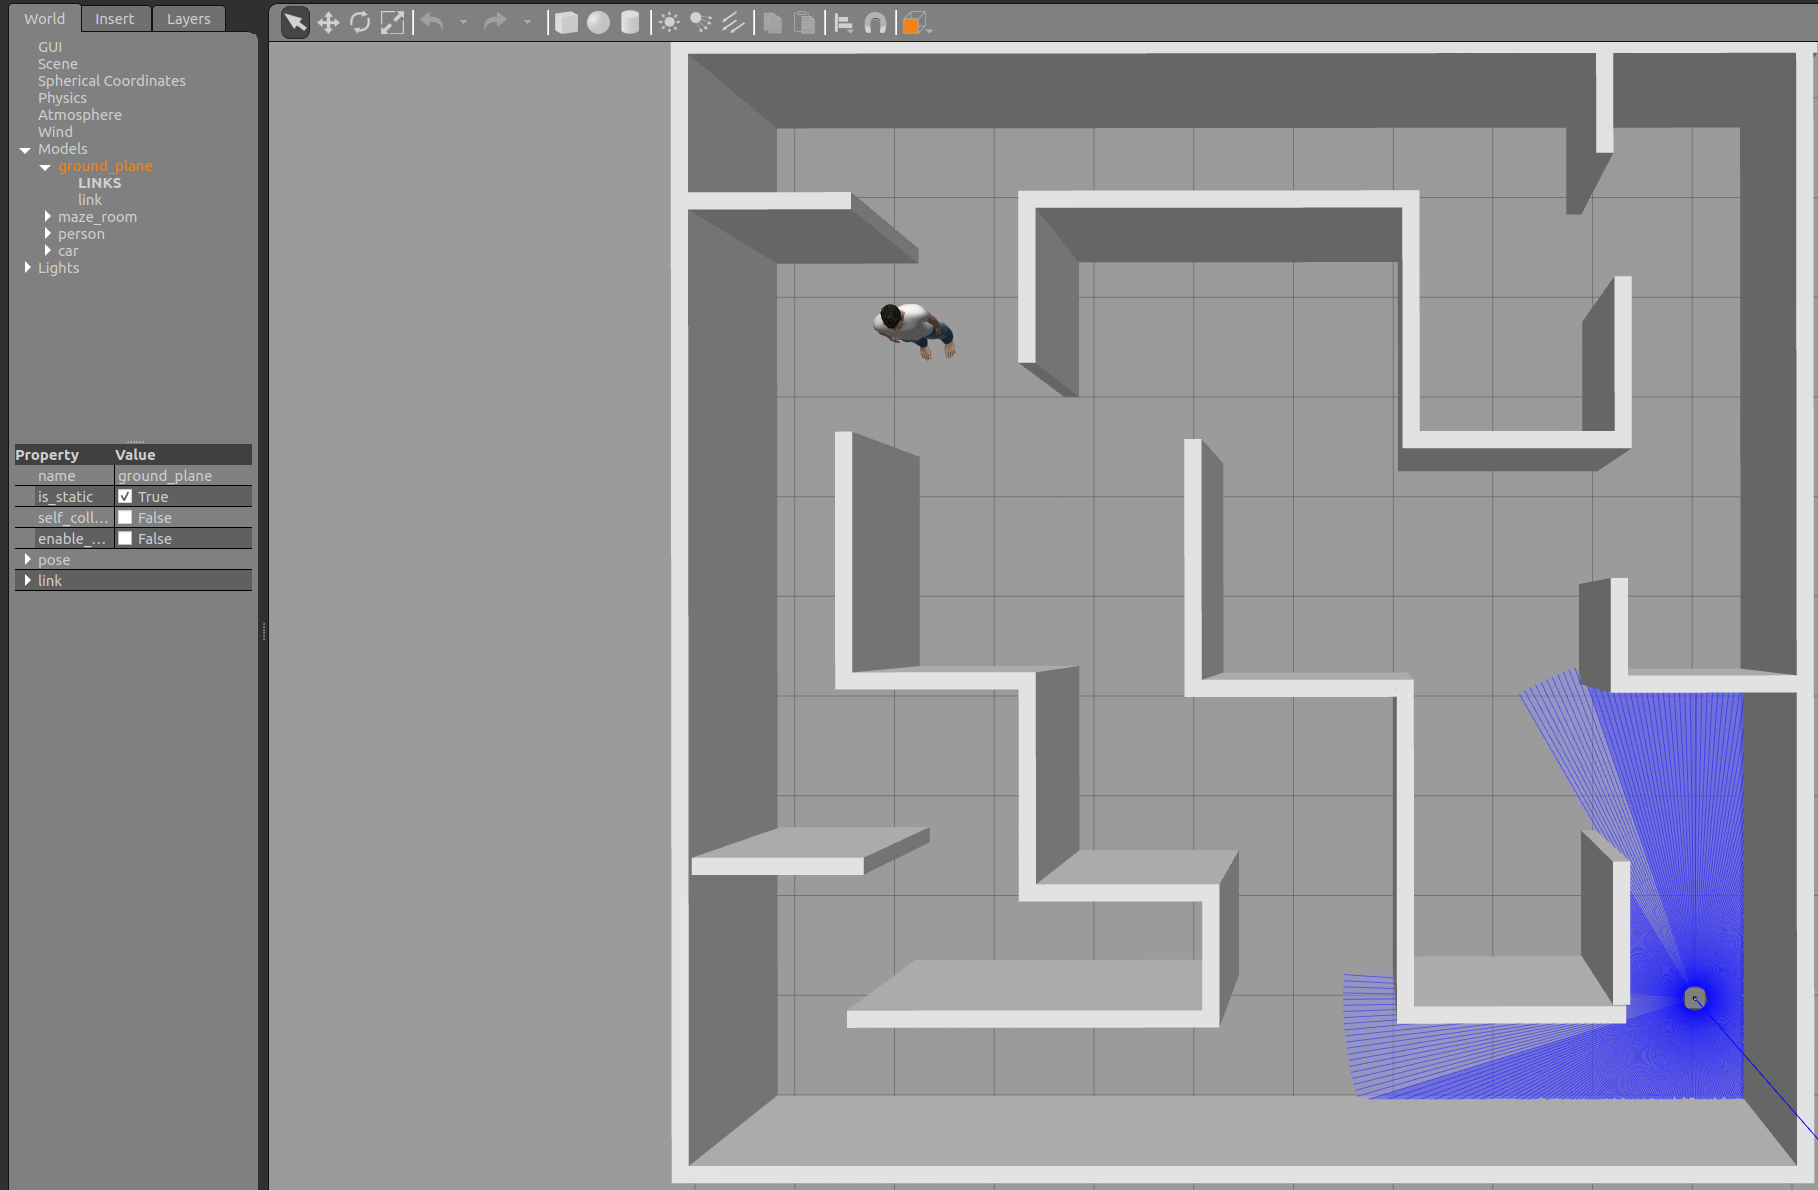 World Insert Layers
GUI
Scene
Spherical Coordinates
Physics
Atmosphere
Wind
Models
ground_plane
LINKS
link
maze_room
person
car
Lights
Property Value
name ground_plane
is_static True
self_coll... False
enable_... False
pose
link